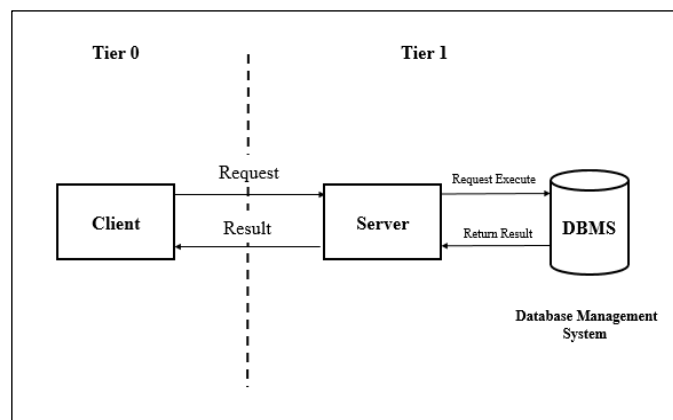 Tier 0
Tier 1
Request
Request Execute
Client
Result
Server
Return Result
DBMS
Database Management
System